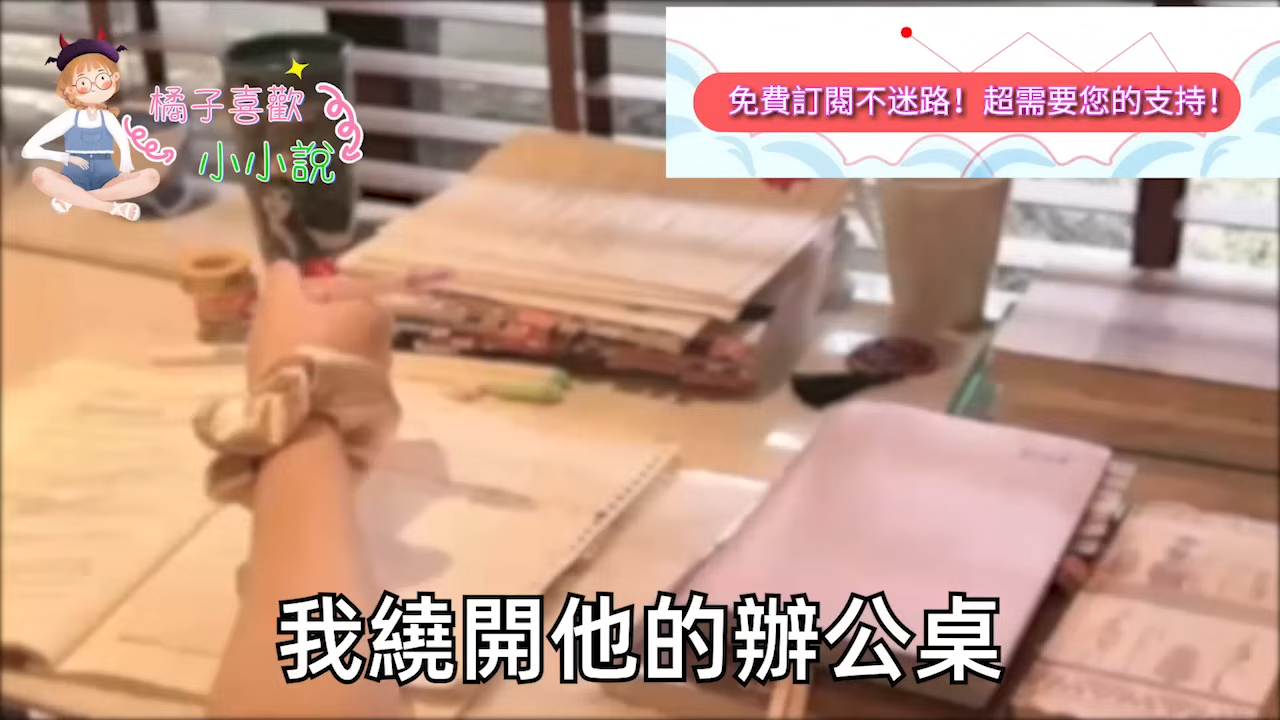 橘子喜歡
小小說
免費訂閱不迷路！超需要您的支持！
我繞開他的辦公桌